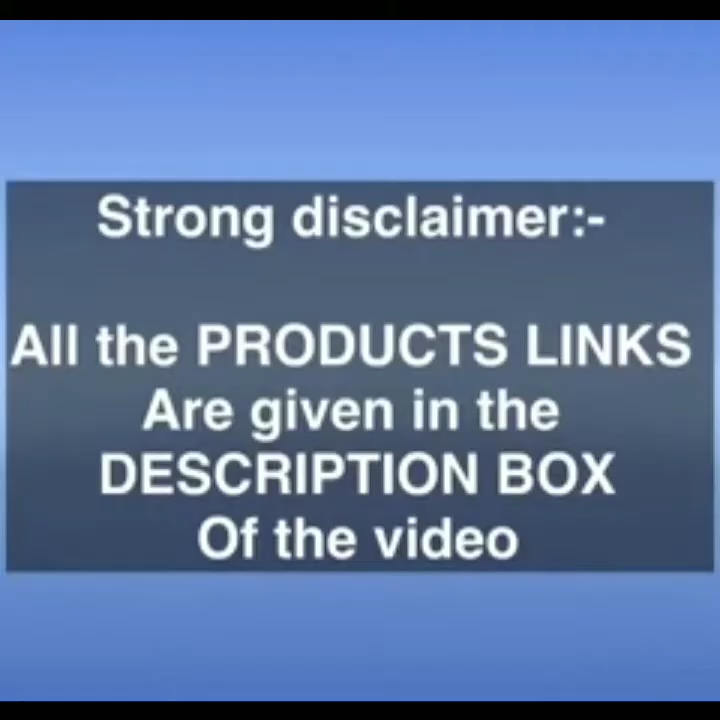 Strong disclaimer:-
All the PRODUCTS LINKS
Are given in the
DESCRIPTION BOX
Of the video